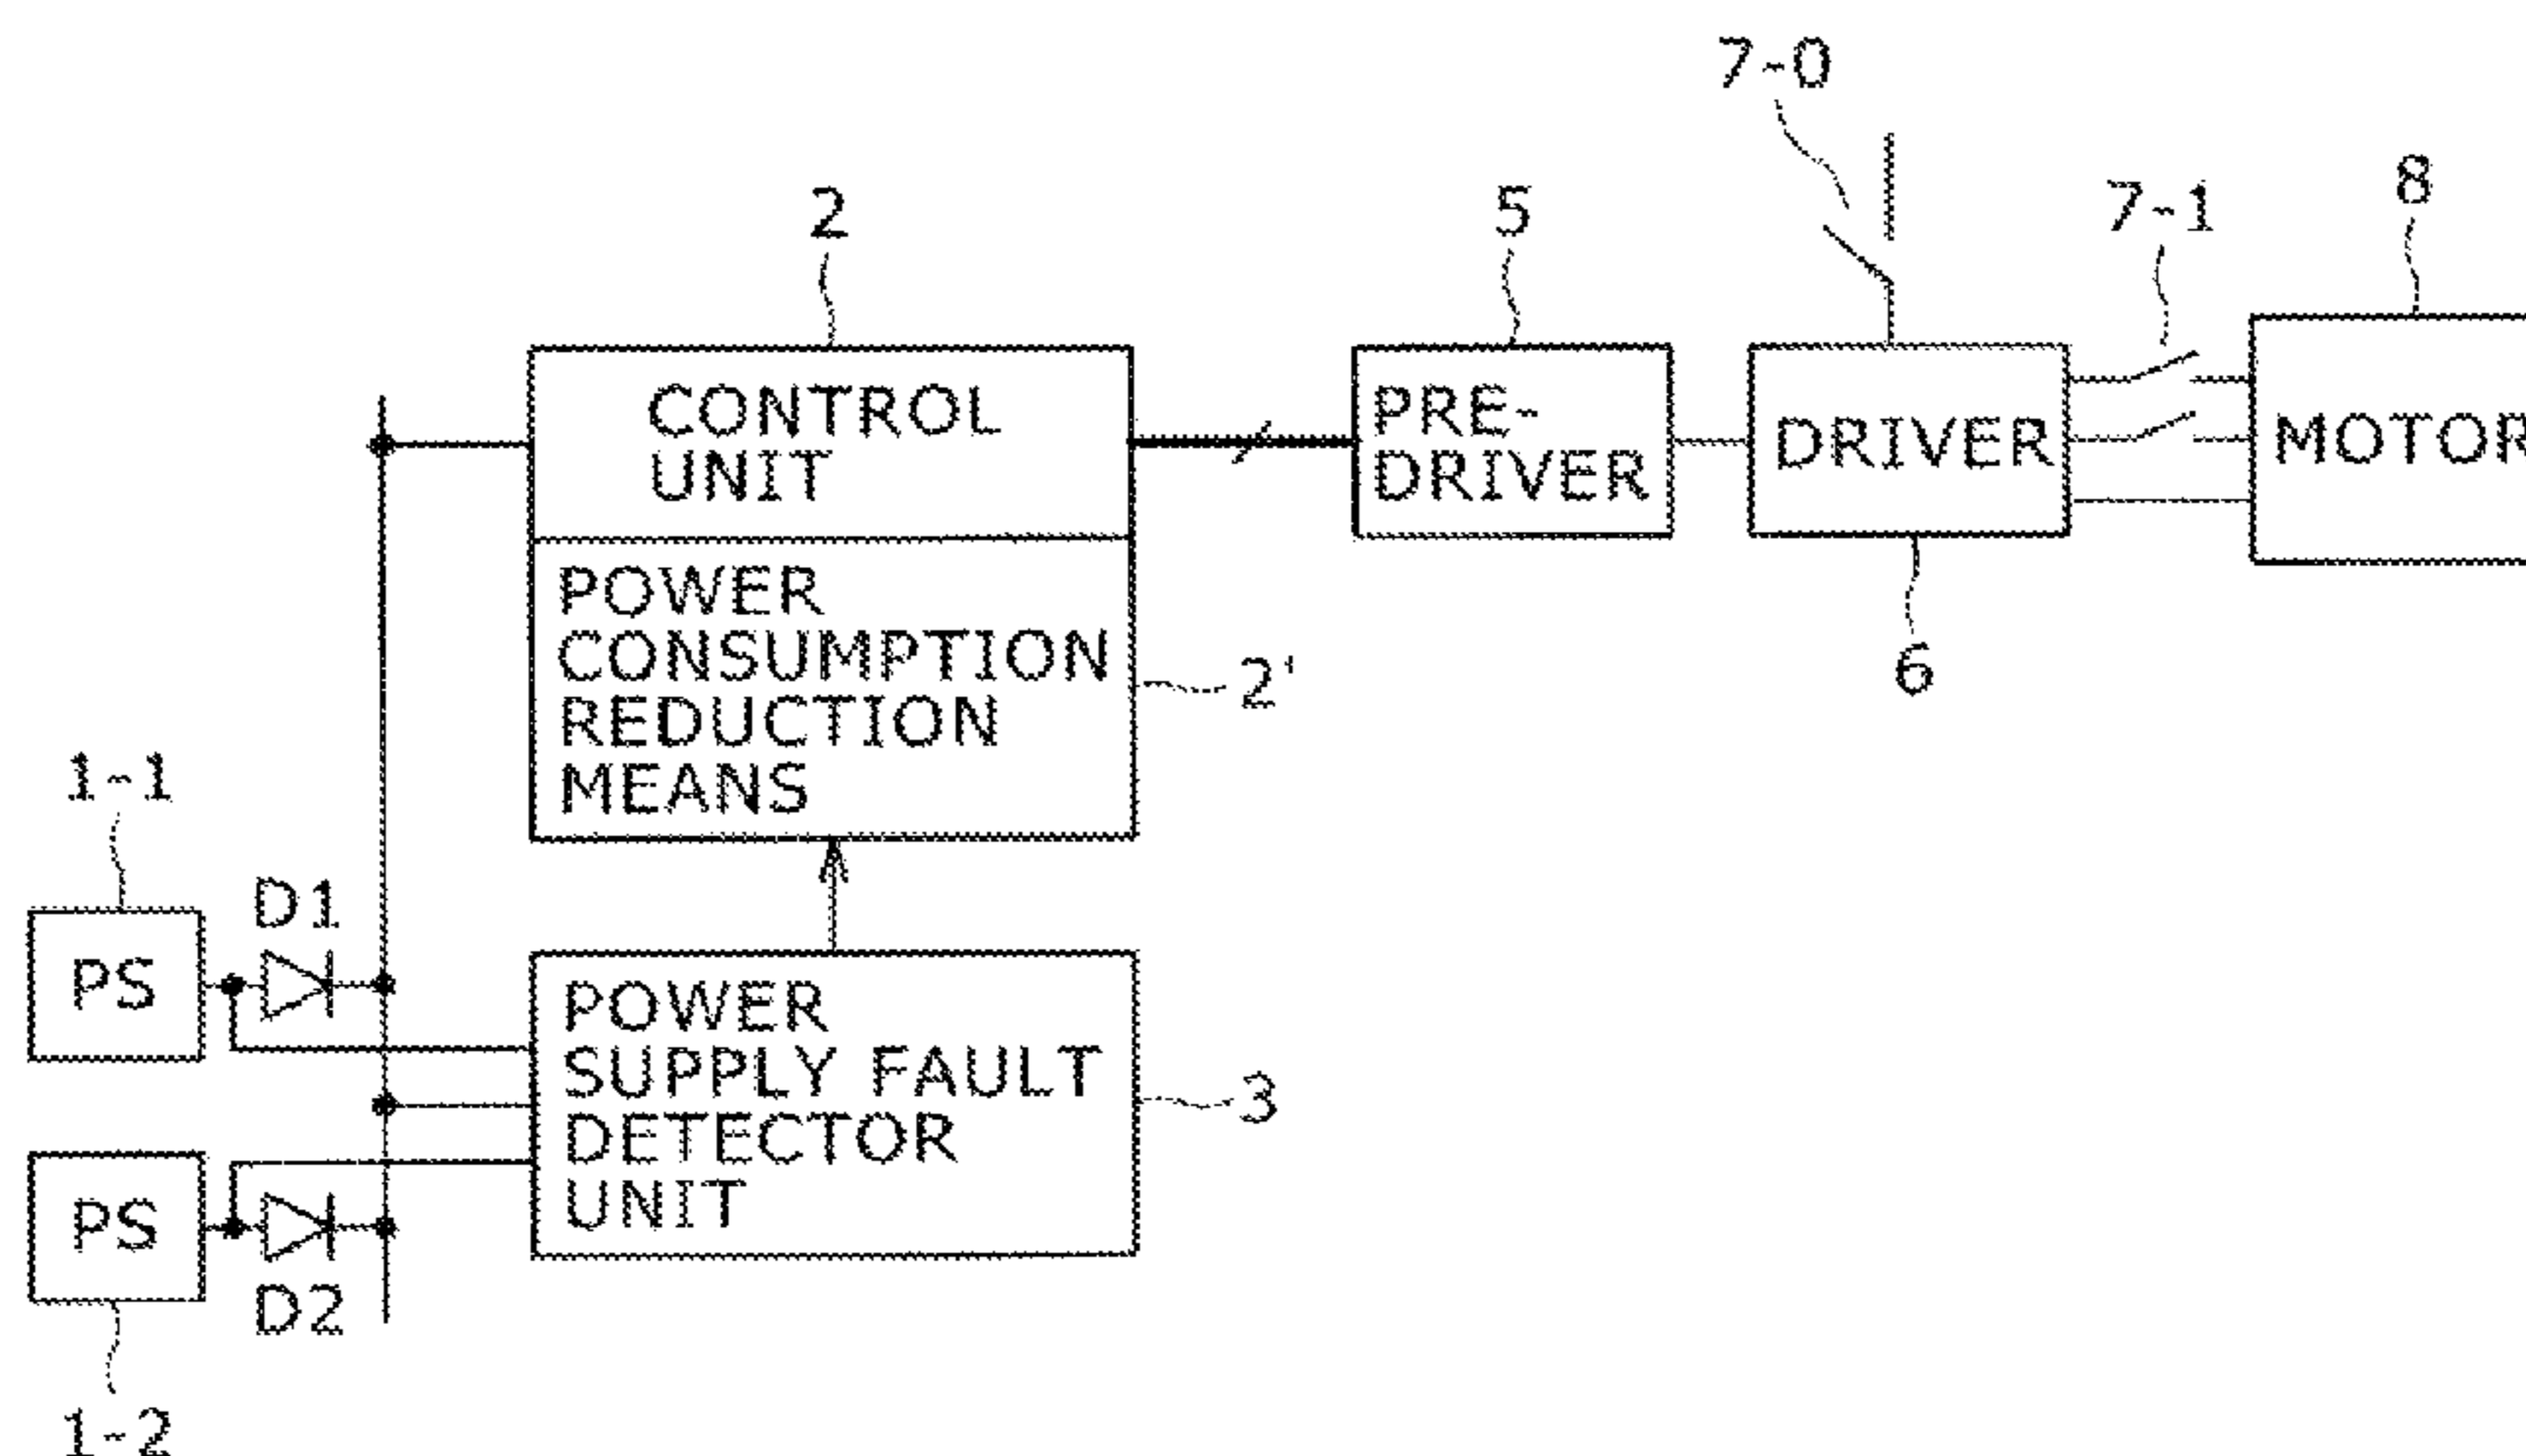 7-0
2
5
7-1
8
CONTROL
UNIT
PRE-
DRIVER
DRIVER
MOTOR
POWER
CONSUMPTION
REDUCTION
MEANS
2'
6
1-1
D1
PS
POWER
SUPPLY FAULT
DETECTOR
UNIT
3
PS
D2
1-2